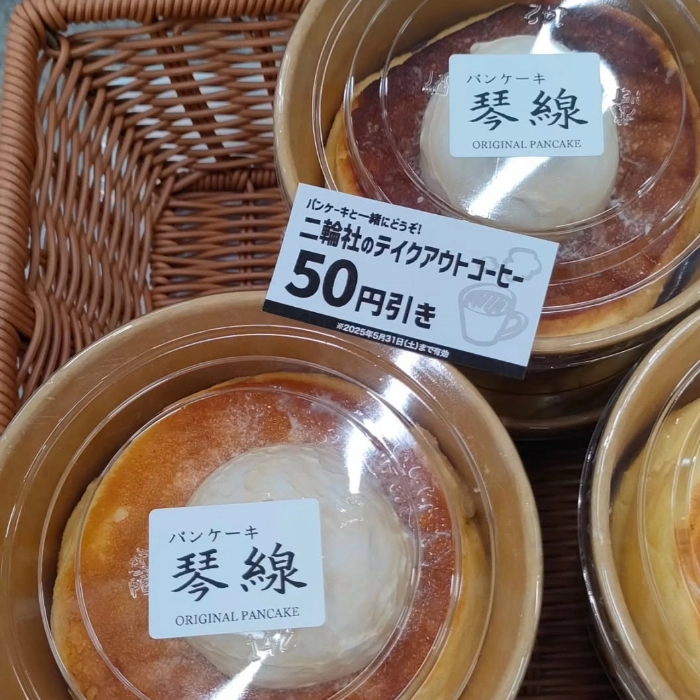 パンケーキ
琴線
ORIGINAL PANCAKE
パンケーキと一緒にどうぞ!
二輪社のテイクアウトコーヒー
50円引き
※2025年5月31日(土)まで有効
パンケーキ
琴線
ORIGINAL PANCAKE